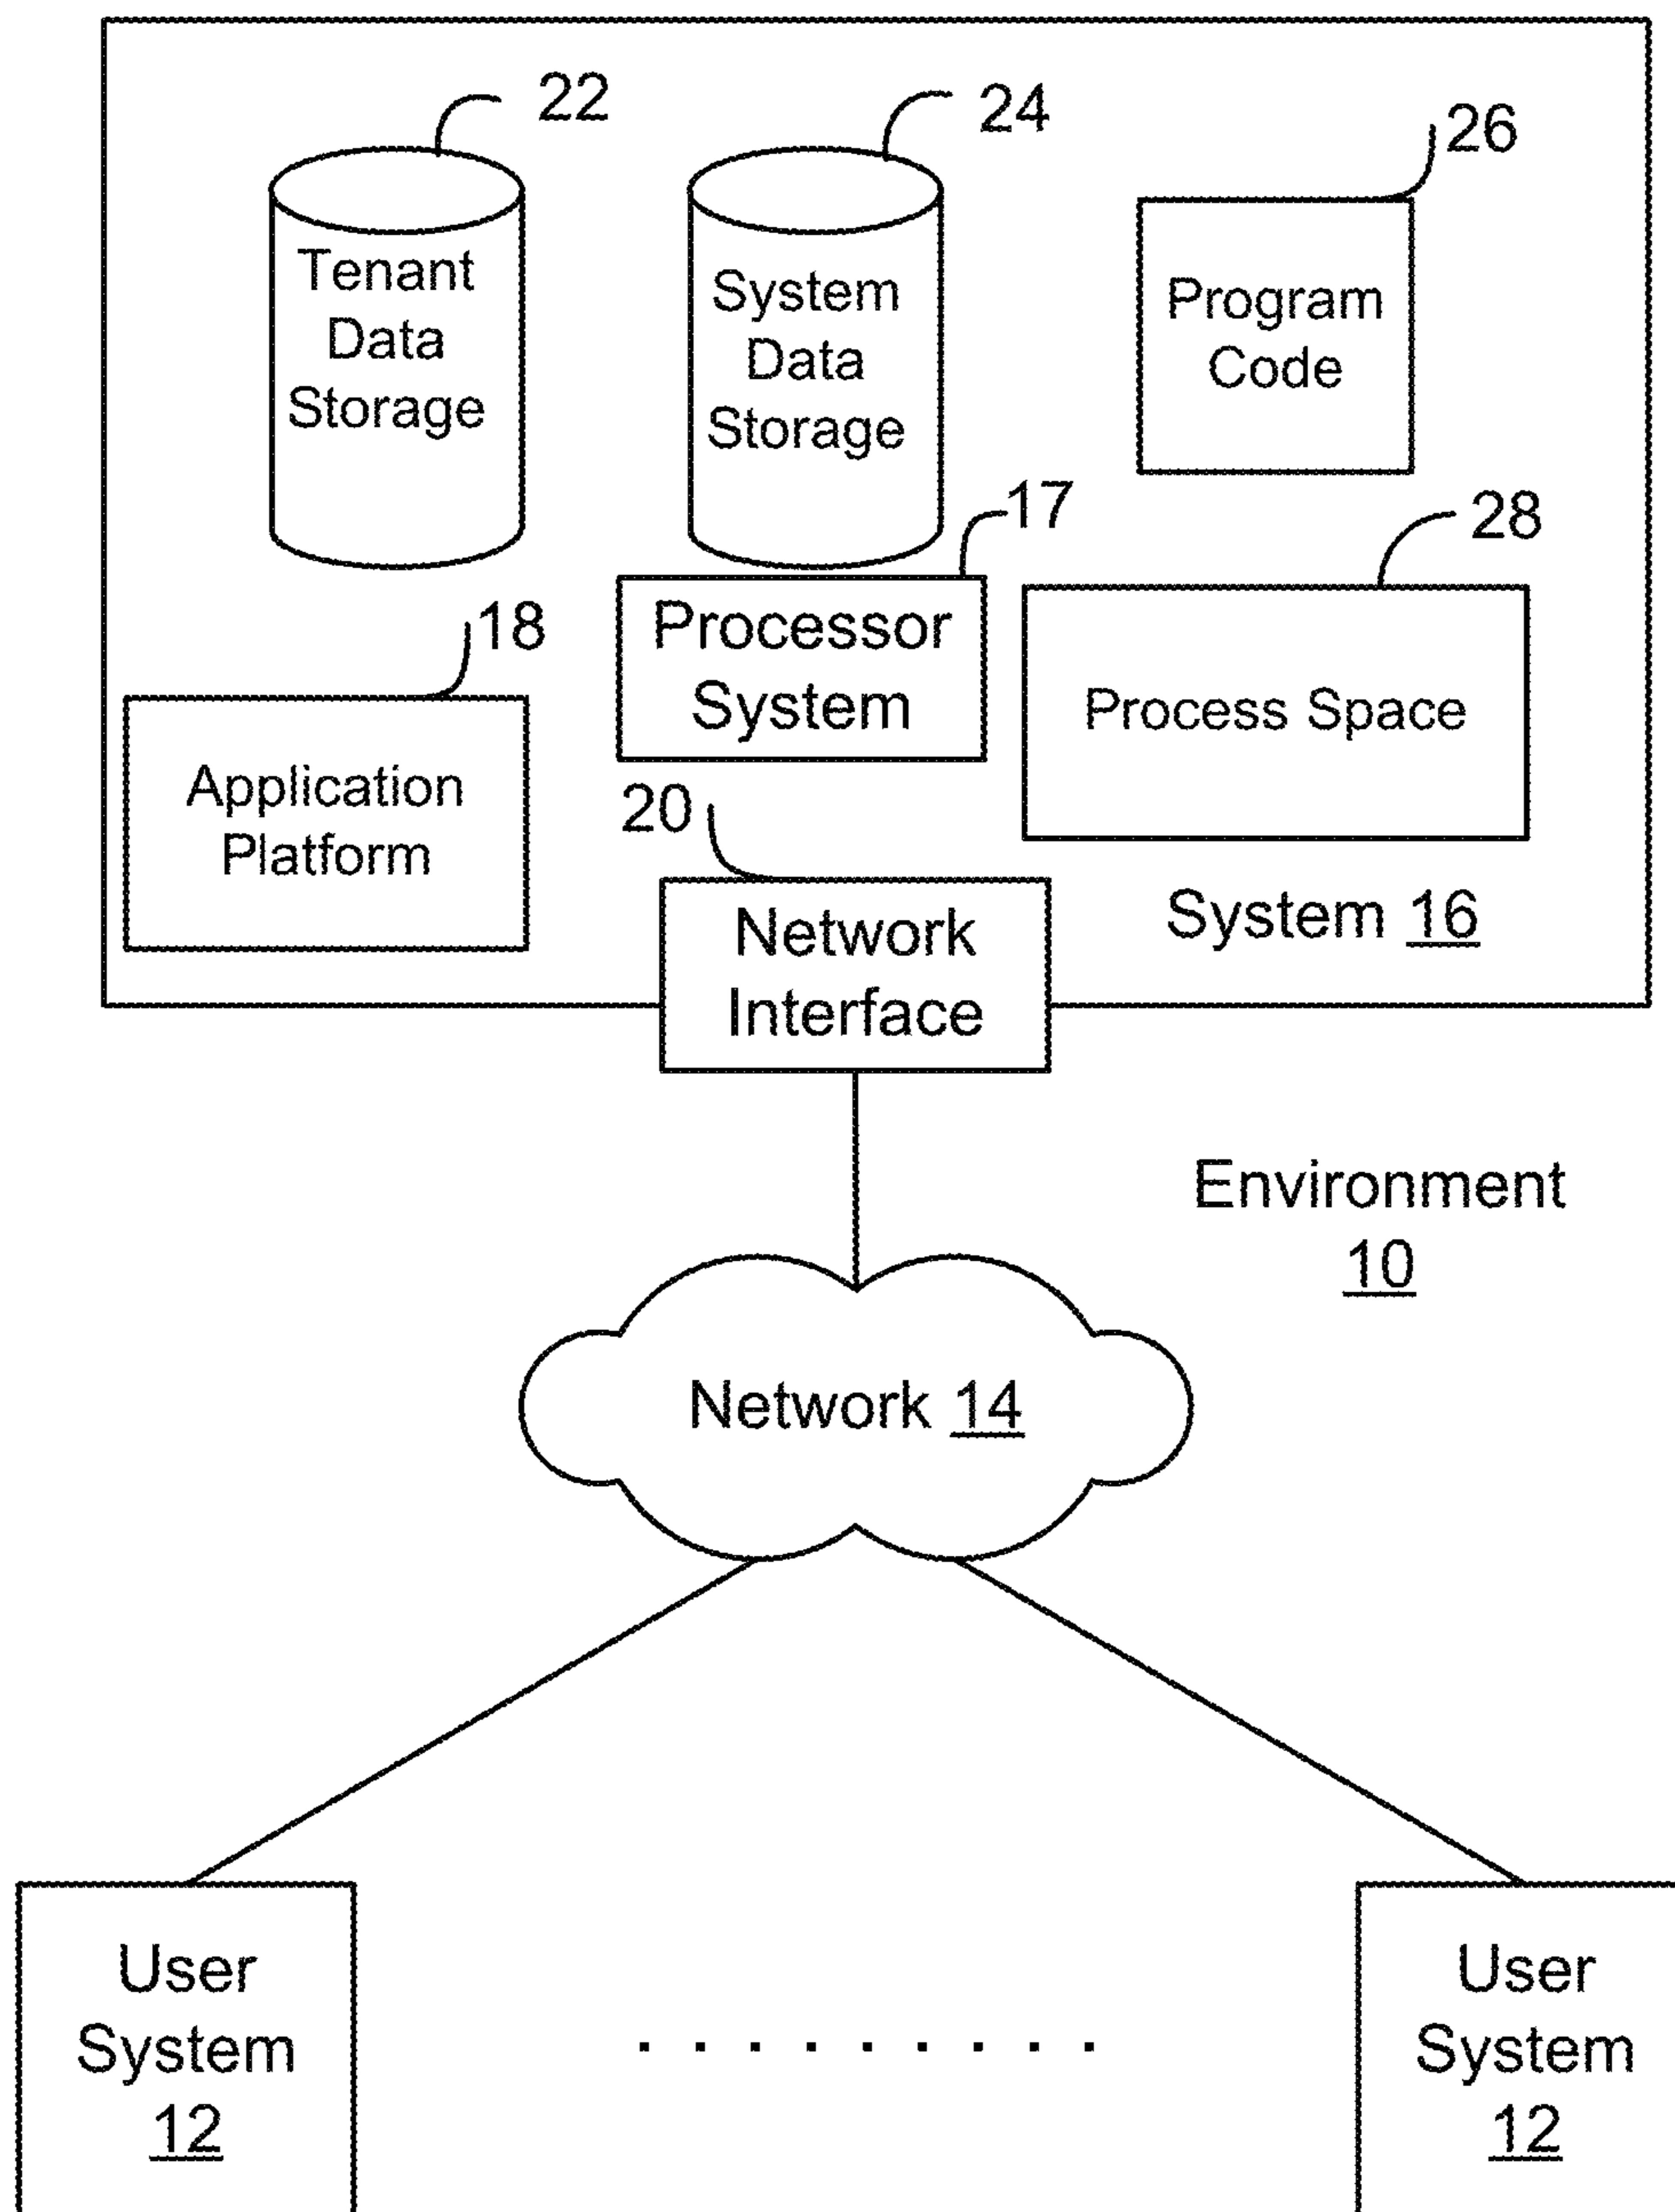 22
24
26
Tenant
Data
Storage
System
Data
Storage
Program
Code
17
28
18
Processor
System
Process Space
Application
Platform
20
Network
Interface
System 16
Environment
10
Network 14
User
System
12
. . . . . . . . .
User
System
12